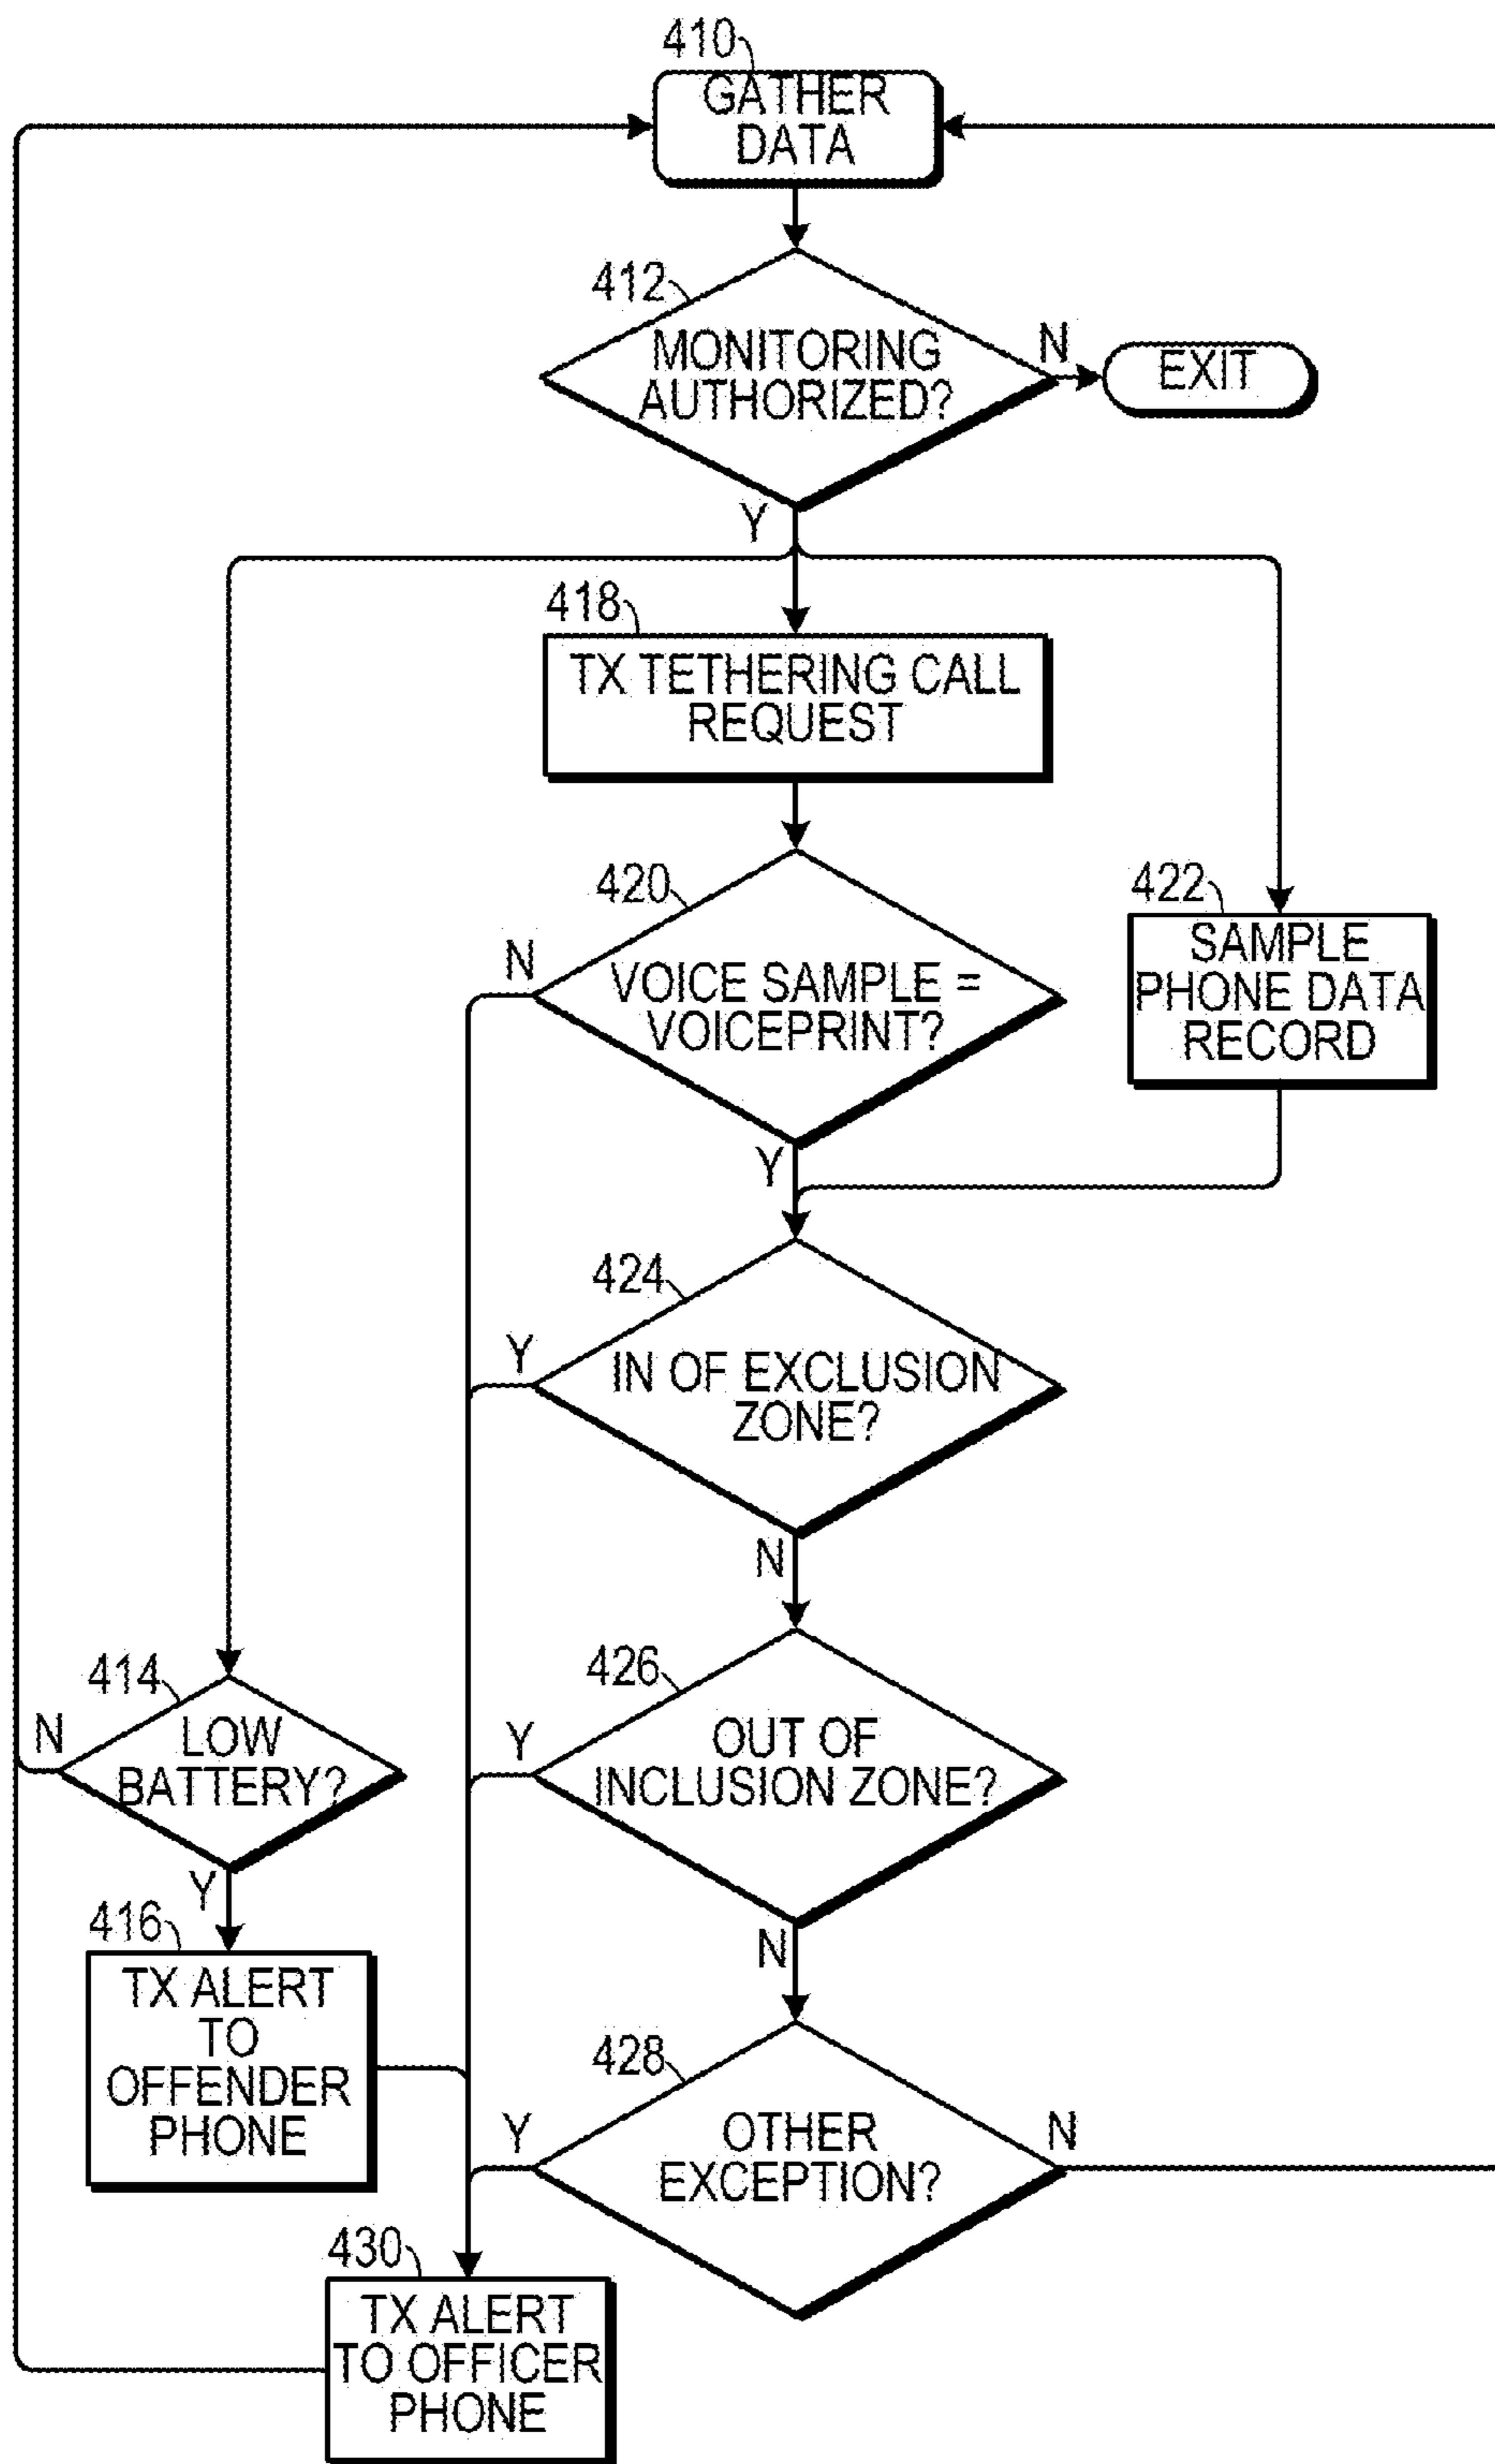 410
GATHER
DATA
412
MONITORING
AUTHORIZED?
N
EXIT
Y
418
TX TETHERING CALL
REQUEST
420
N
VOICE SAMPLE =
VOICEPRINT?
422
SAMPLE
PHONE DATA
RECORD
Y
424
Y
IN OF EXCLUSION
ZONE?
N
414
N
LOW
BATTERY?
Y
426
Y
OUT OF
INCLUSION ZONE?
N
416
TX ALERT
TO
OFFENDER
PHONE
428
Y
OTHER
EXCEPTION?
N
430
TX ALERT
TO OFFICER
PHONE